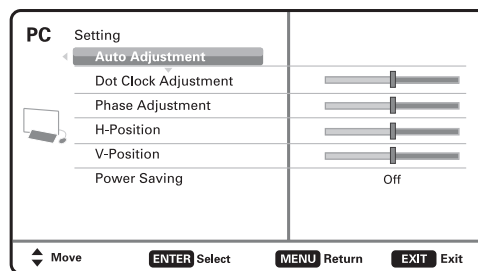 PC Setting
Auto Adjustment
Dot Clock Adjustment
Phase Adjustment
H-Position
V-Position
Power Saving Off
Move ENTER Select MENU Return EXIT Exit